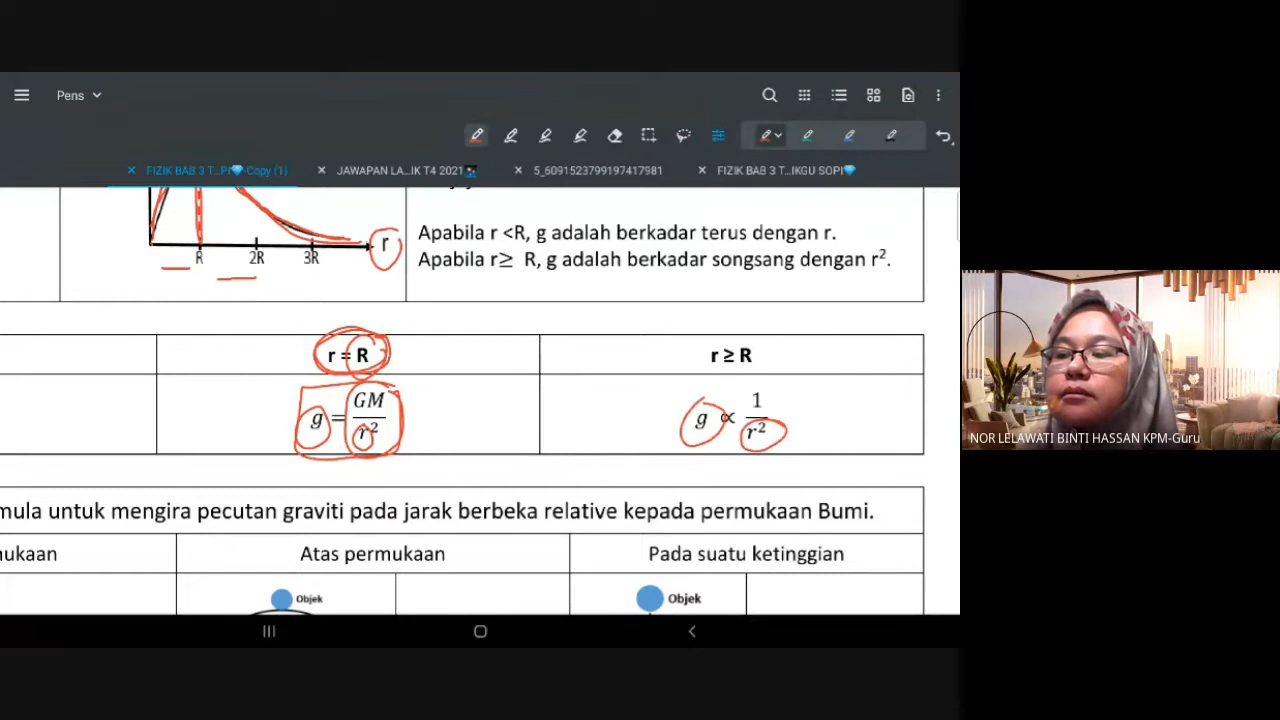 Pens
FIZIK BAB 3 T..P💎Copy (1)
JAWAPAN LA...IK T4 2021
5_6091523799197417981
FIZIK BAB 3 T...IKGU SOPI💎
R 2R 3R r
Apabila r <R, g adalah berkadar terus dengan r.
Apabila r≥ R, g adalah berkadar songsang dengan r².
r = R
r ≥ R
g = GM/r²
g ∝ 1/r²
mula untuk mengira pecutan graviti pada jarak berbeka relative kepada permukaan Bumi.
mukaan
Atas permukaan
Pada suatu ketinggian
Objek
Objek
NOR LELAWATI BINTI HASSAN KPM-Guru